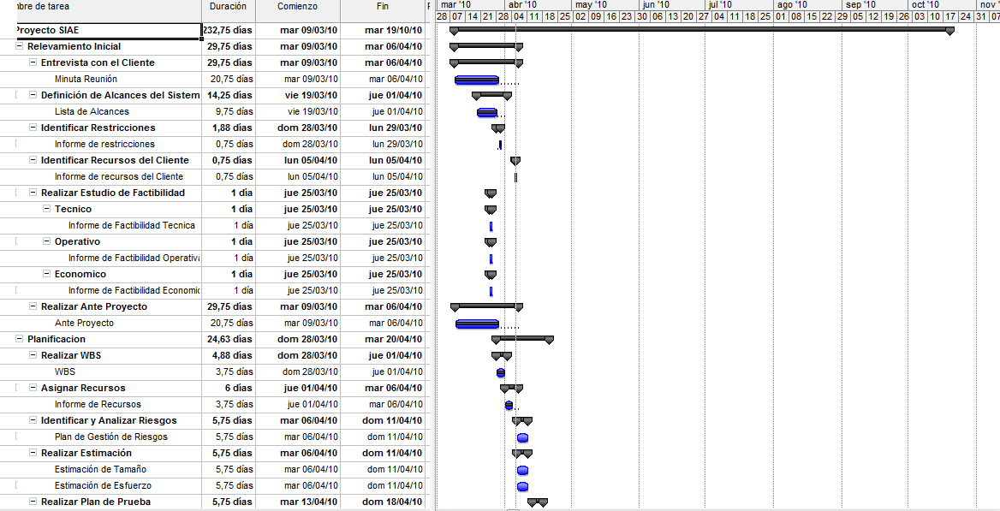 nbre de tarea Duración Comienzo Fin
mar '10 abr '10 may '10 jun '10 jul '10 ago '10 sep '10 oct '10 nov '
28 07 14 21 28 04 11 18 25 02 09 16 23 30 06 13 20 27 04 11 18 25 01 08 15 22 29 05 12 19 26 03 10 17 24 31 07
Proyecto SIAE 232,75 días mar 09/03/10 mar 19/10/10
Relevamiento Inicial 29,75 días mar 09/03/10 mar 06/04/10
Entrevista con el Cliente 29,75 días mar 09/03/10 mar 06/04/10
Minuta Reunión 20,75 días mar 09/03/10 mar 06/04/10
Definición de Alcances del Sistem 14,25 días vie 19/03/10 jue 01/04/10
Lista de Alcances 9,75 días vie 19/03/10 jue 01/04/10
Identificar Restricciones 1,88 días dom 28/03/10 lun 29/03/10
Informe de restricciones 0,75 días dom 28/03/10 lun 29/03/10
Identificar Recursos del Cliente 0,75 días lun 05/04/10 lun 05/04/10
Informe de recursos del Cliente 0,75 días lun 05/04/10 lun 05/04/10
Realizar Estudio de Factibilidad 1 día jue 25/03/10 jue 25/03/10
Tecnico 1 día jue 25/03/10 jue 25/03/10
Informe de Factibilidad Tecnica 1 día jue 25/03/10 jue 25/03/10
Operativo 1 día jue 25/03/10 jue 25/03/10
Informe de Factibilidad Operativa 1 día jue 25/03/10 jue 25/03/10
Economico 1 día jue 25/03/10 jue 25/03/10
Informe de Factibilidad Economic 1 día jue 25/03/10 jue 25/03/10
Realizar Ante Proyecto 29,75 días mar 09/03/10 mar 06/04/10
Ante Proyecto 20,75 días mar 09/03/10 mar 06/04/10
Planificacion 24,63 días dom 28/03/10 mar 20/04/10
Realizar WBS 4,88 días dom 28/03/10 jue 01/04/10
WBS 3,75 días dom 28/03/10 jue 01/04/10
Asignar Recursos 6 días jue 01/04/10 mar 06/04/10
Informe de Recursos 3,75 días jue 01/04/10 mar 06/04/10
Identificar y Analizar Riesgos 5,75 días mar 06/04/10 dom 11/04/10
Plan de Gestión de Riesgos 5,75 días mar 06/04/10 dom 11/04/10
Realizar Estimación 5,75 días mar 06/04/10 dom 11/04/10
Estimación de Tamaño 5,75 días mar 06/04/10 dom 11/04/10
Estimación de Esfuerzo 5,75 días mar 06/04/10 dom 11/04/10
Realizar Plan de Prueba 5,75 días mar 13/04/10 dom 18/04/10